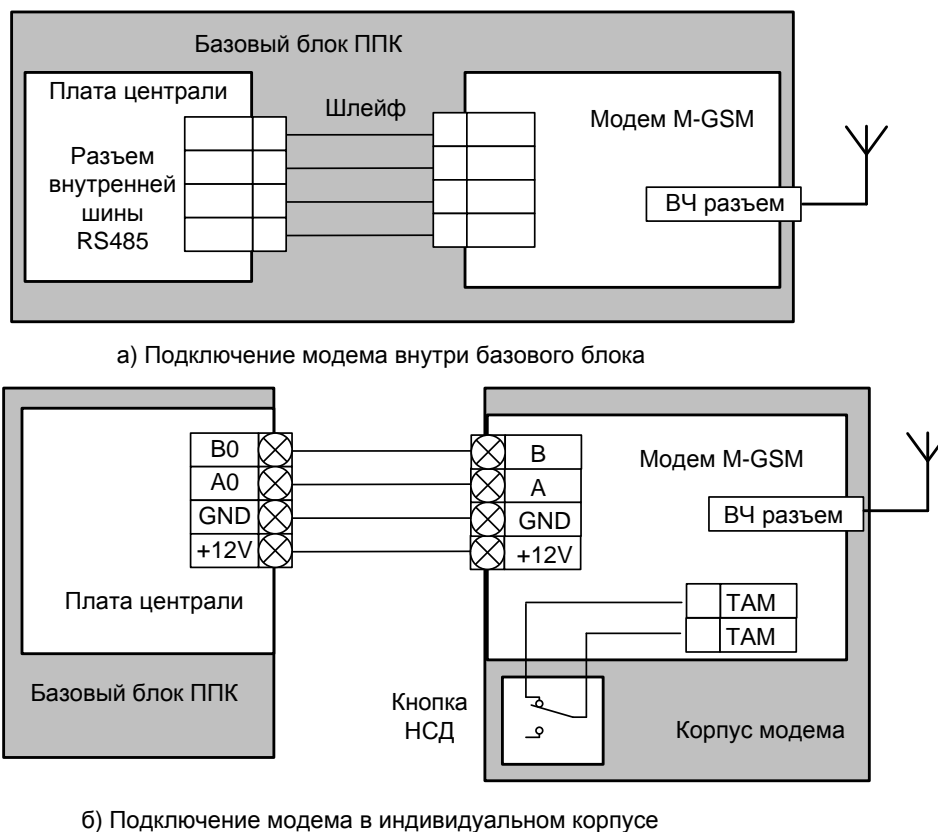 Базовый блок ППК
Плата централи
Шлейф
Модем M-GSM
Разъем
внутренней
шины
RS485
ВЧ разъем
а) Подключение модема внутри базового блока
B0
A0
GND
+12V
Плата централи
Базовый блок ППК
B
A
GND
+12V
Модем M-GSM
ВЧ разъем
ТАМ
ТАМ
Кнопка
НСД
Корпус модема
б) Подключение модема в индивидуальном корпусе